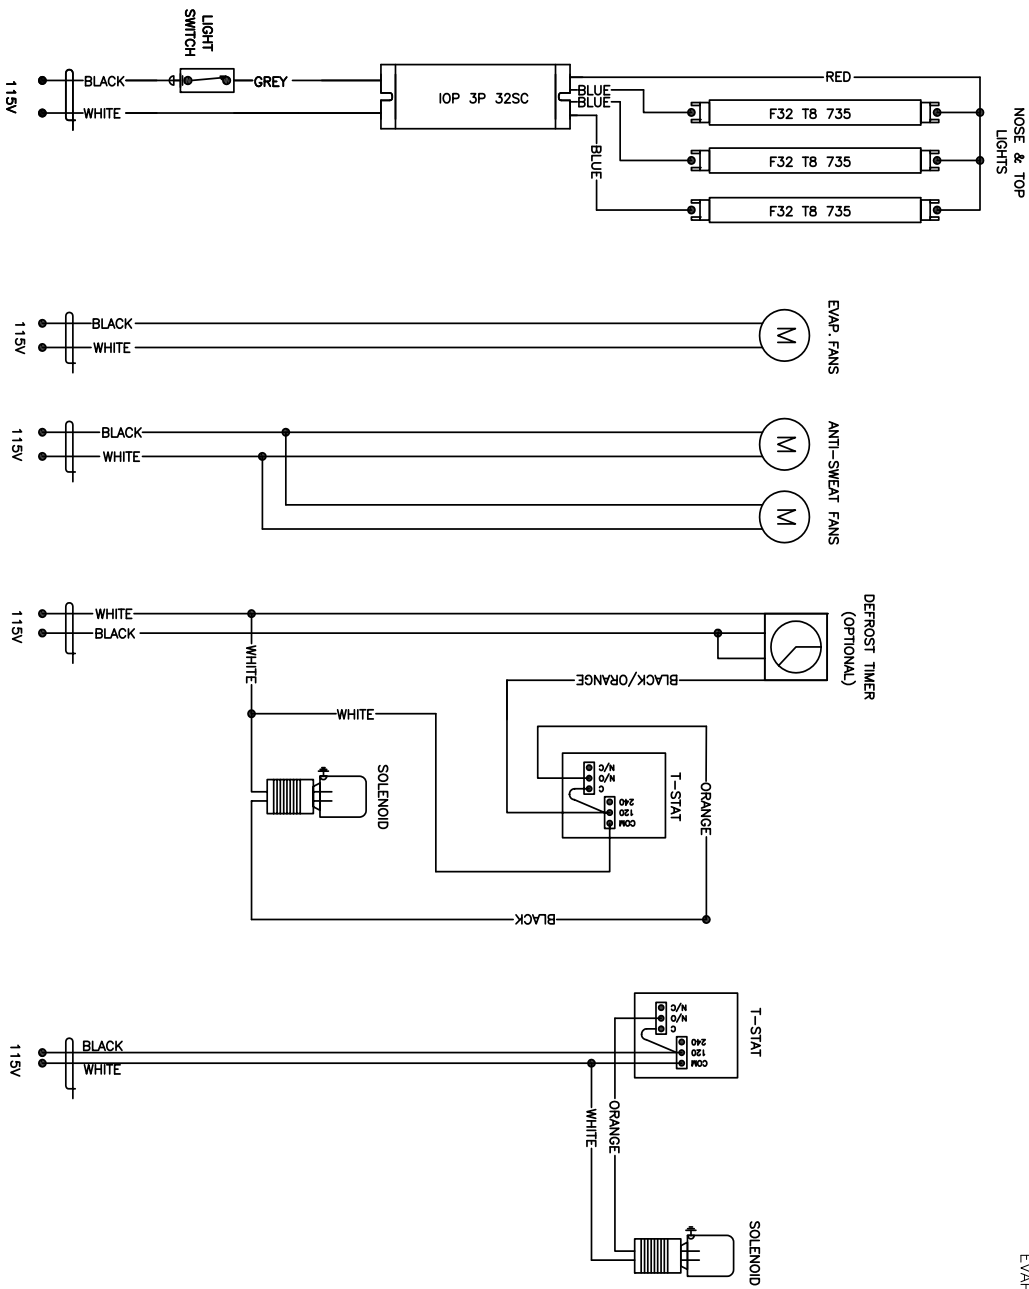 LIGHT
SWITCH
115V
BLACK
WHITE
GREY
IOP 3P 32SC
BLUE
BLUE
BLUE
RED
F32 T8 735
F32 T8 735
F32 T8 735
NOSE & TOP
LIGHTS
115V
BLACK
WHITE
M
EVAP. FANS
115V
BLACK
WHITE
M
M
ANTI-SWEAT FANS
115V
WHITE
BLACK
WHITE
WHITE
BLACK/ORANGE
DEFROST TIMER
(OPTIONAL)
SOLENOID
N/C
N/O
C
240
120
COM
T-STAT
ORANGE
BLACK
115V
BLACK
WHITE
N/C
N/O
C
240
120
COM
T-STAT
ORANGE
WHITE
SOLENOID